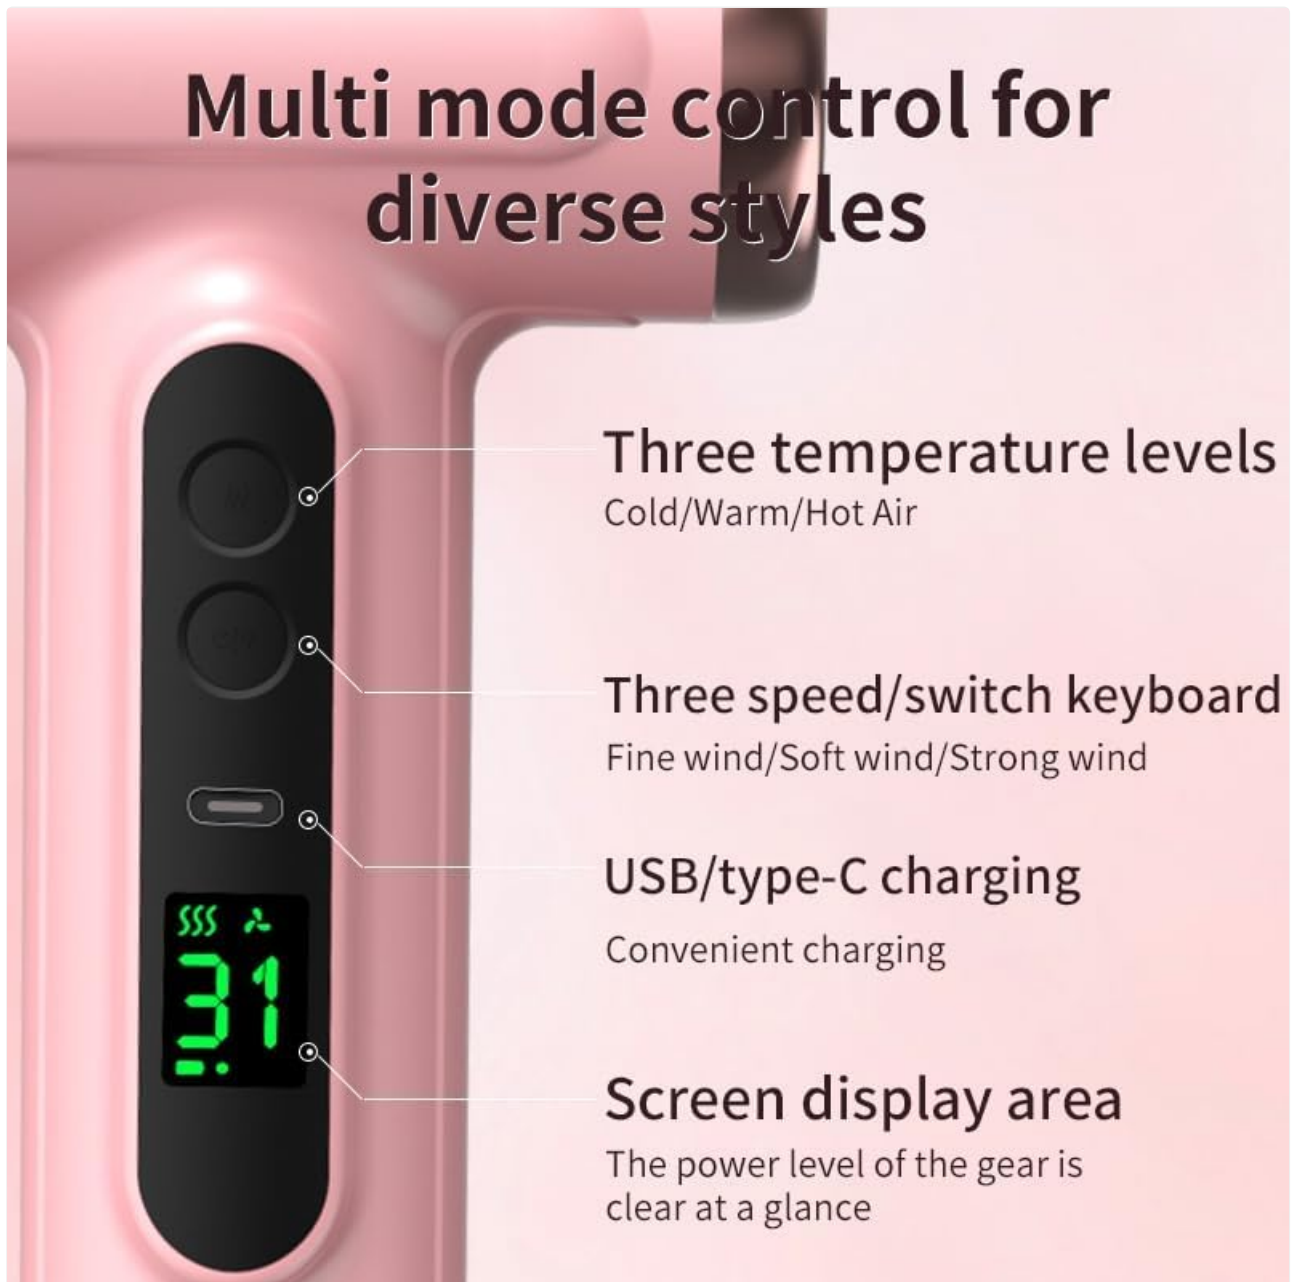 Multi mode control for
diverse styles
Three temperature levels
Cold/Warm/Hot Air
Three speed/switch keyboard
Fine wind/Soft wind/Strong wind
USB/type-C charging
Convenient charging
31
Screen display area
The power level of the gear is
clear at a glance